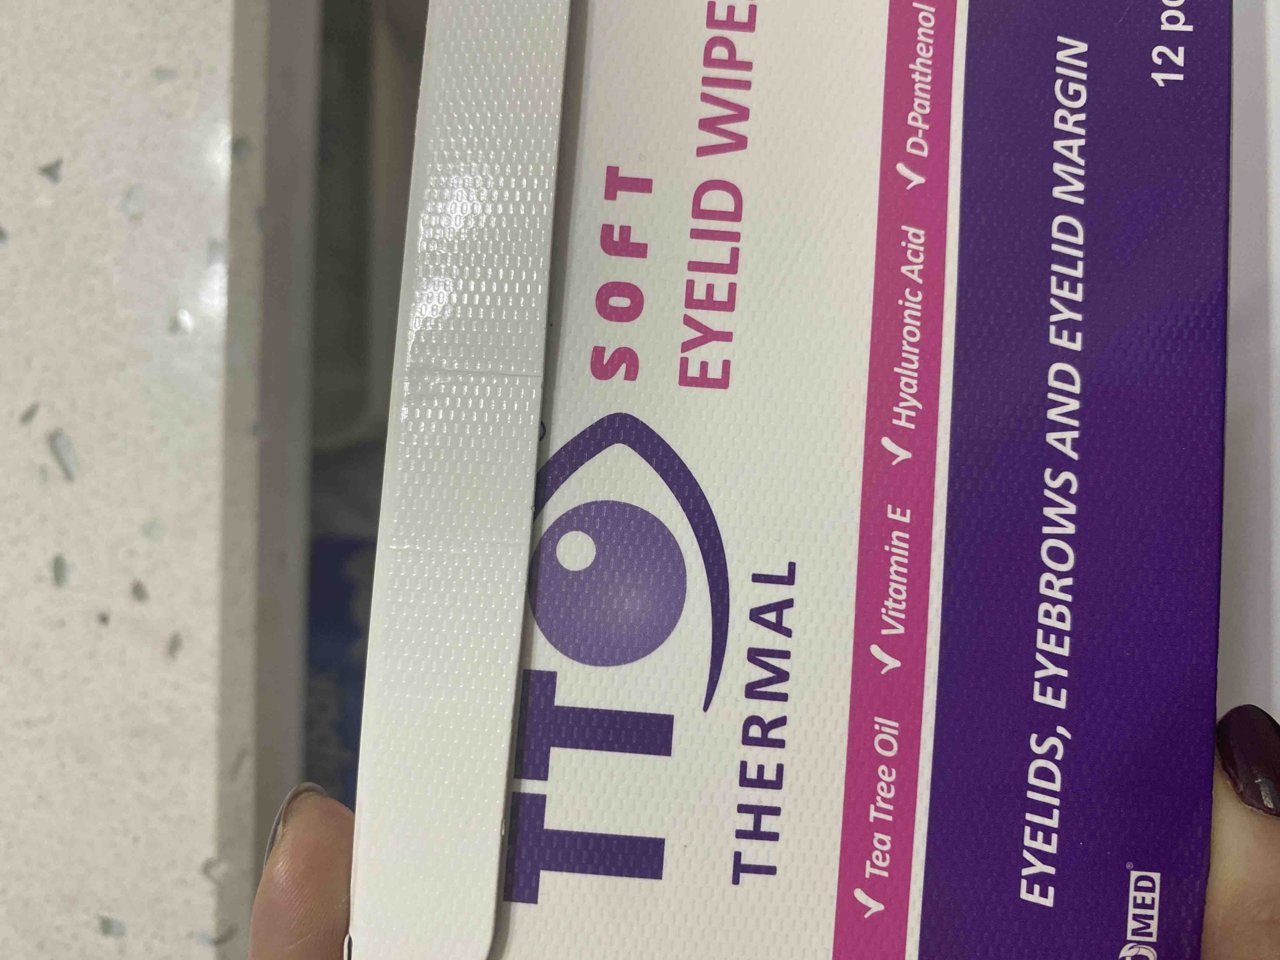 TTO
THERMAL
SOFT
EYELID WIPE
✓ Tea Tree Oil ✓ Vitamin E ✓ Hyaluronic Acid ✓ D-Panthenol
EYELIDS, EYEBROWS AND EYELID MARGIN
MED®
12